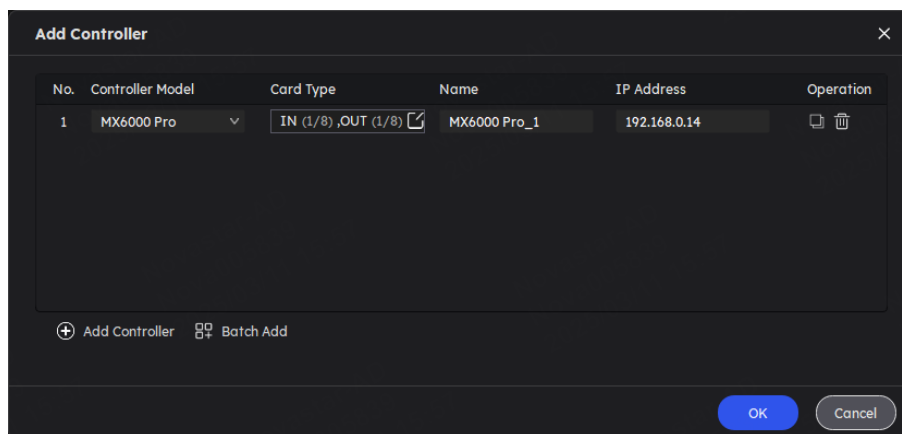 Add Controller
No. Controller Model Card Type Name IP Address Operation
1 MX6000 Pro IN (1/8) ,OUT (1/8) MX6000 Pro_1 192.168.0.14
Add Controller Batch Add
OK Cancel